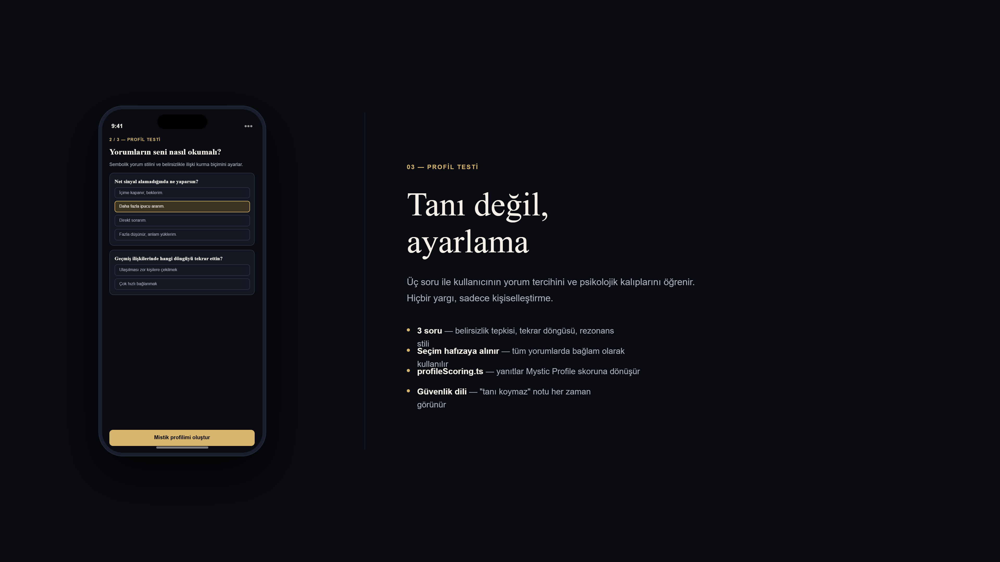 9:41
2 / 3 — PROFİL TESTİ
Yorumların seni nasıl okumalı?
Sembolik yorum stilini ve belirsizlikle ilişki kurma biçimini ayarlar.
Net sinyal alamadığında ne yaparsın?
İçime kapanır, beklerim.
Daha fazla ipucu ararım.
Direkt sorarım.
Fazla düşünür, anlam yüklerim.
Geçmiş ilişkilerinde hangi döngüyü tekrar ettin?
Ulaşılması zor kişilere çekilmek
Çok hızlı bağlanmak
Mistik profilimi oluştur
03 — PROFİL TESTİ
Tanı değil,
ayarlama
Üç soru ile kullanıcının yorum tercihini ve psikolojik kalıplarını öğrenir.
Hiçbir yargı, sadece kişiselleştirme.
3 soru — belirsizlik tepkisi, tekrar döngüsü, rezonans
stili
Seçim hafızaya alınır — tüm yorumlarda bağlam olarak
kullanılır
profileScoring.ts — yanıtlar Mystic Profile skoruna dönüşür
Güvenlik dili — "tanı koymaz" notu her zaman
görünür